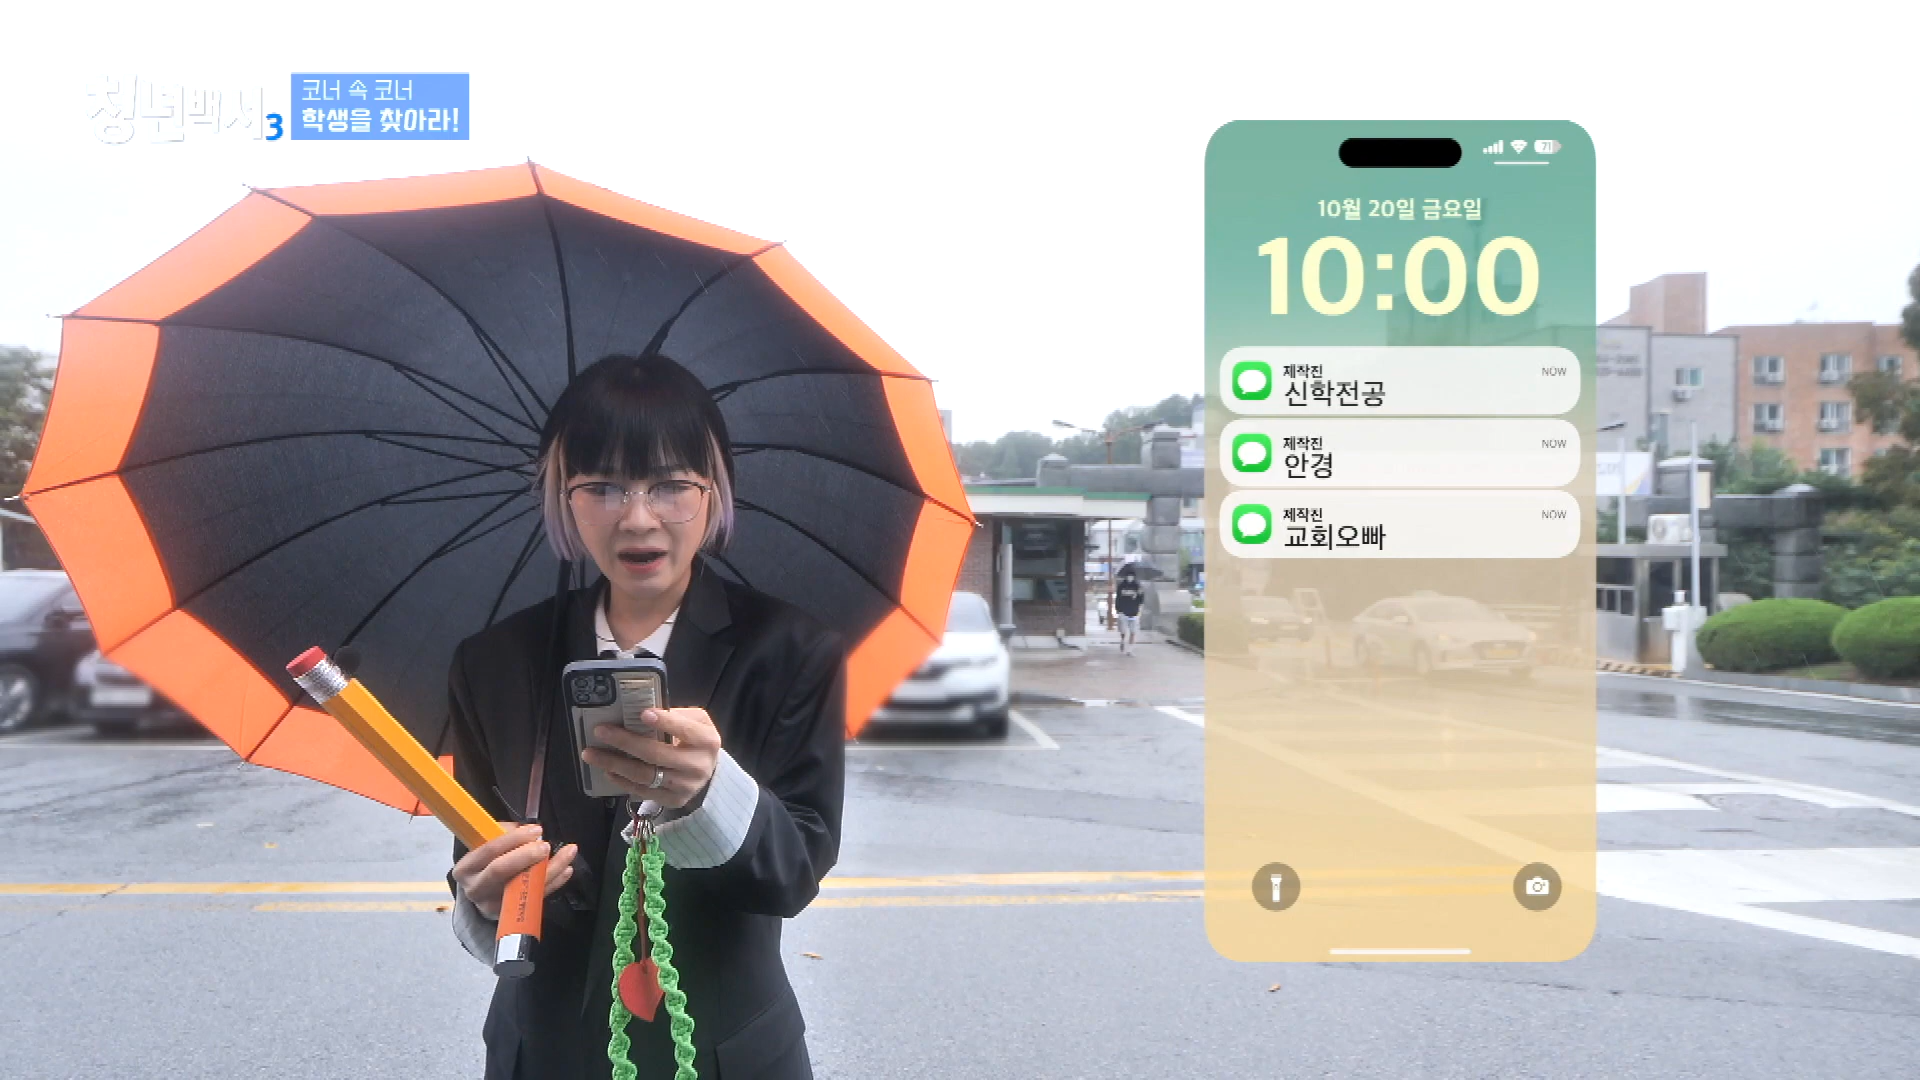 청년백서3
코너 속 코너
학생을 찾아라!
71
10월 20일 금요일
10:00
제작진
NOW
신학전공
제작진
NOW
안경
제작진
NOW
교회오빠